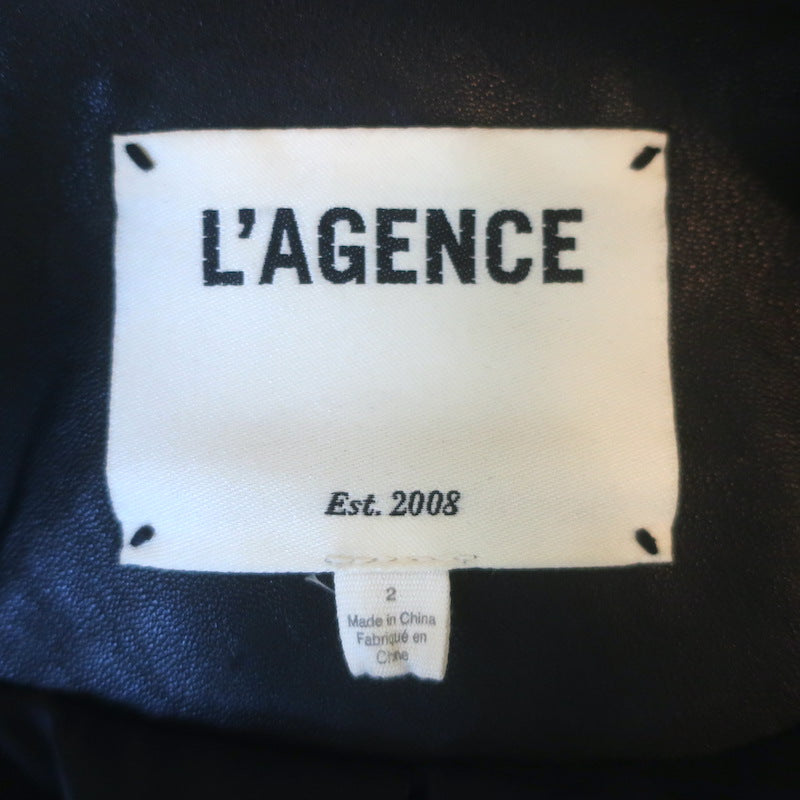 L'AGENCE
Est. 2008
2
Made in China
Fabriqué en
Chine